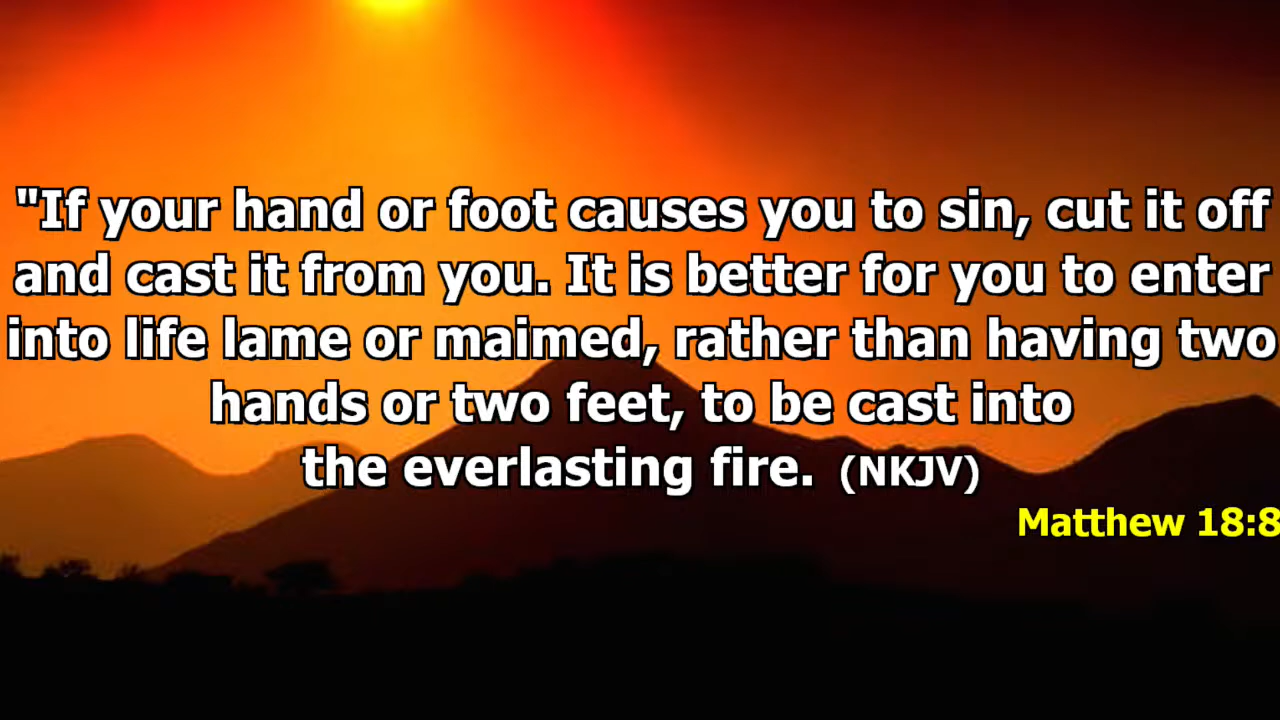 "If your hand or foot causes you to sin, cut it off
and cast it from you. It is better for you to enter
into life lame or maimed, rather than having two
hands or two feet, to be cast into
the everlasting fire. (NKJV)
Matthew 18:8